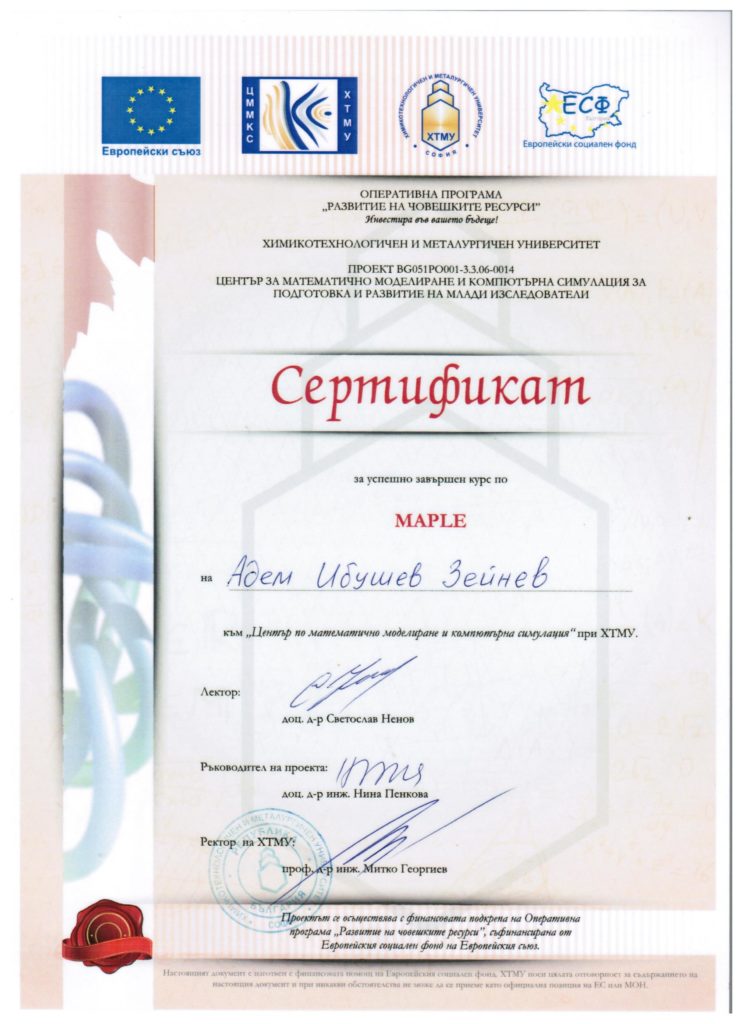 Европейски съюз
ЦММКС
ХТМУ
ХИМИКОТЕХНОЛОГИЧЕН И МЕТАЛУРГИЧЕН УНИВЕРСИТЕТ
ХТМУ
СОФИЯ
ЕСФ
България
Европейски социален фонд
ОПЕРАТИВНА ПРОГРАМА
„РАЗВИТИЕ НА ЧОВЕШКИТЕ РЕСУРСИ”
Инвестира във вашето бъдеще!
ХИМИКОТЕХНОЛОГИЧЕН И МЕТАЛУРГИЧЕН УНИВЕРСИТЕТ
ПРОЕКТ BG051PO001-3.3.06-0014
ЦЕНТЪР ЗА МАТЕМАТИЧНО МОДЕЛИРАНЕ И КОМПЮТЪРНА СИМУЛАЦИЯ ЗА
ПОДГОТОВКА И РАЗВИТИЕ НА МЛАДИ ИЗСЛЕДОВАТЕЛИ
Сертификат
за успешно завършен курс по
MAPLE
на Адем Ибушев Зейнев
към „Център по математично моделиране и компютърна симулация“ при ХТМУ.
Лектор:
доц. д-р Светослав Ненов
Ръководител на проекта:
доц. д-р инж. Нина Пенкова
Ректор на ХТМУ:
проф. д-р инж. Митко Георгиев
РЕПУБЛИКА
БЪЛГАРИЯ
Проектът се осъществява с финансовата подкрепа на Оперативна
програма „Развитие на човешките ресурси”, съфинансирана от
Европейския социален фонд на Европейския съюз.
Настоящият документ е изготвен с финансовата помощ на Европейския социален фонд. ХТМУ носи цялата отговорност за съдържанието на
настоящия документ и при никакви обстоятелства не може да се приеме като официална позиция на ЕС или МОН.